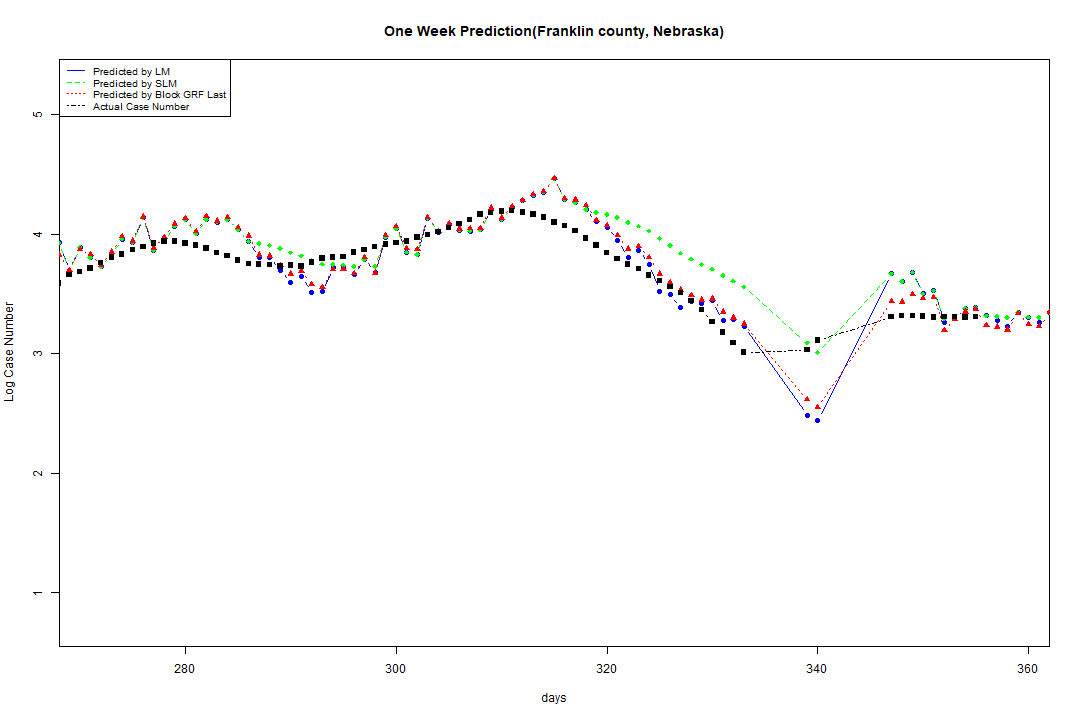 One Week Prediction(Franklin county, Nebraska)
Predicted by LM
Predicted by SLM
Predicted by Block GRF Last
Actual Case Number
5
4
3
2
1
Log Case Number
280 300 320 340 360
days